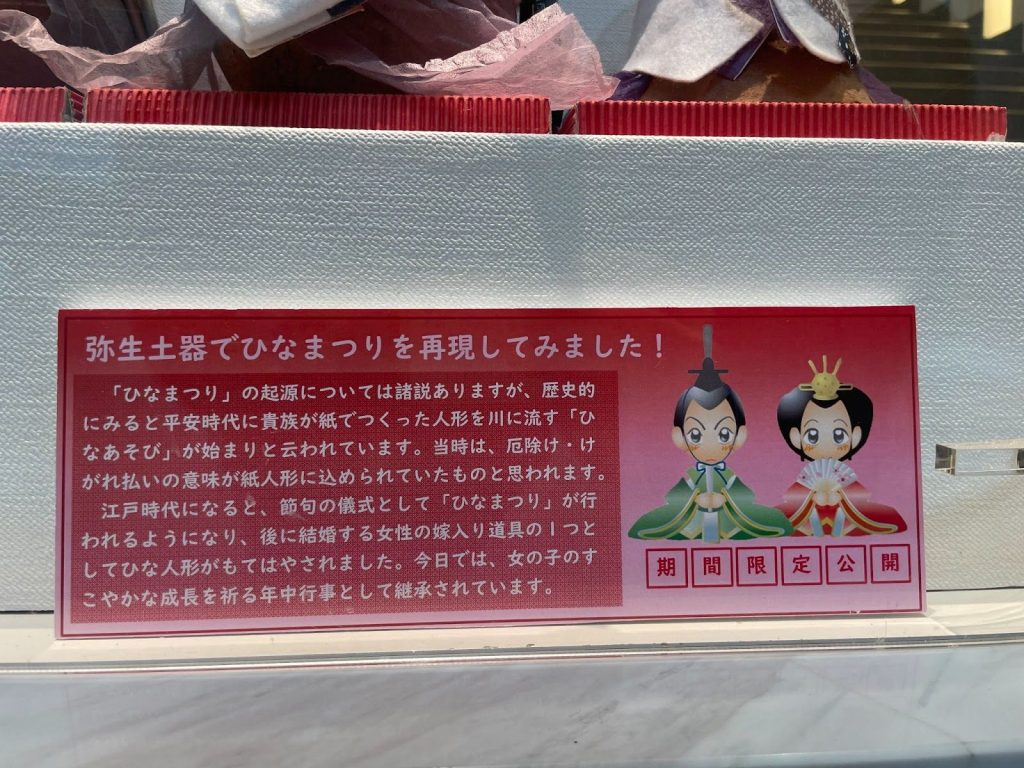 弥生土器でひなまつりを再現してみました！
「ひなまつり」の起源については諸説ありますが、歴史的
にみると平安時代に貴族が紙でつくった人形を川に流す「ひ
なあそび」が始まりと云われています。当時は、厄除け・け
がれ払いの意味が紙人形に込められていたものと思われます。
江戸時代になると、節句の儀式として「ひなまつり」が行
われるようになり、後に結婚する女性の嫁入り道具の１つと
してひな人形がもてはやされました。今日では、女の子のす
こやかな成長を祈る年中行事として継承されています。
期間限定公開